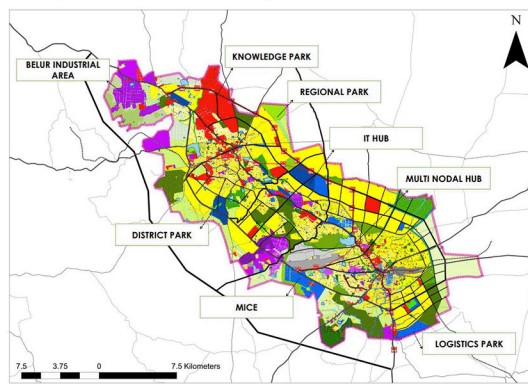 N
KNOWLEDGE PARK
BELUR INDUSTRIAL
AREA
REGIONAL PARK
IT HUB
MULTI NODAL HUB
DISTRICT PARK
MICE
LOGISTICS PARK
7.5 3.75 0 7.5 Kilometers